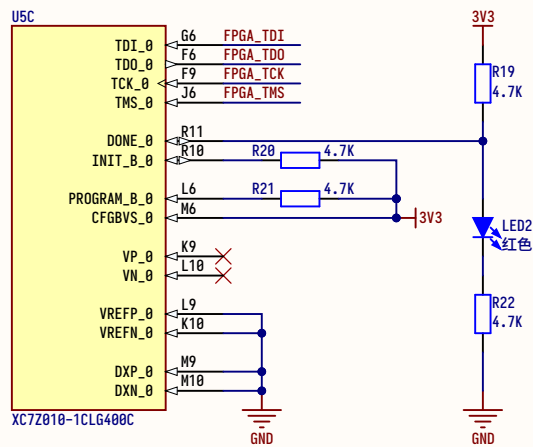 U5C
TDI_0 G6 FPGA_TDI
TDO_0 F6 FPGA_TDO
TCK_0 F9 FPGA_TCK
TMS_0 J6 FPGA_TMS
DONE_0 R11
INIT_B_0 R10 R20 4.7K
PROGRAM_B_0 L6 R21 4.7K
CFGBVS_0 M6 3V3
VP_0 K9
VN_0 L10
VREFP_0 L9
VREFN_0 K10
DXP_0 M9
DXN_0 M10
XC7Z010-1CLG400C
GND
3V3
R19
4.7K
LED2
红色
R22
4.7K
GND